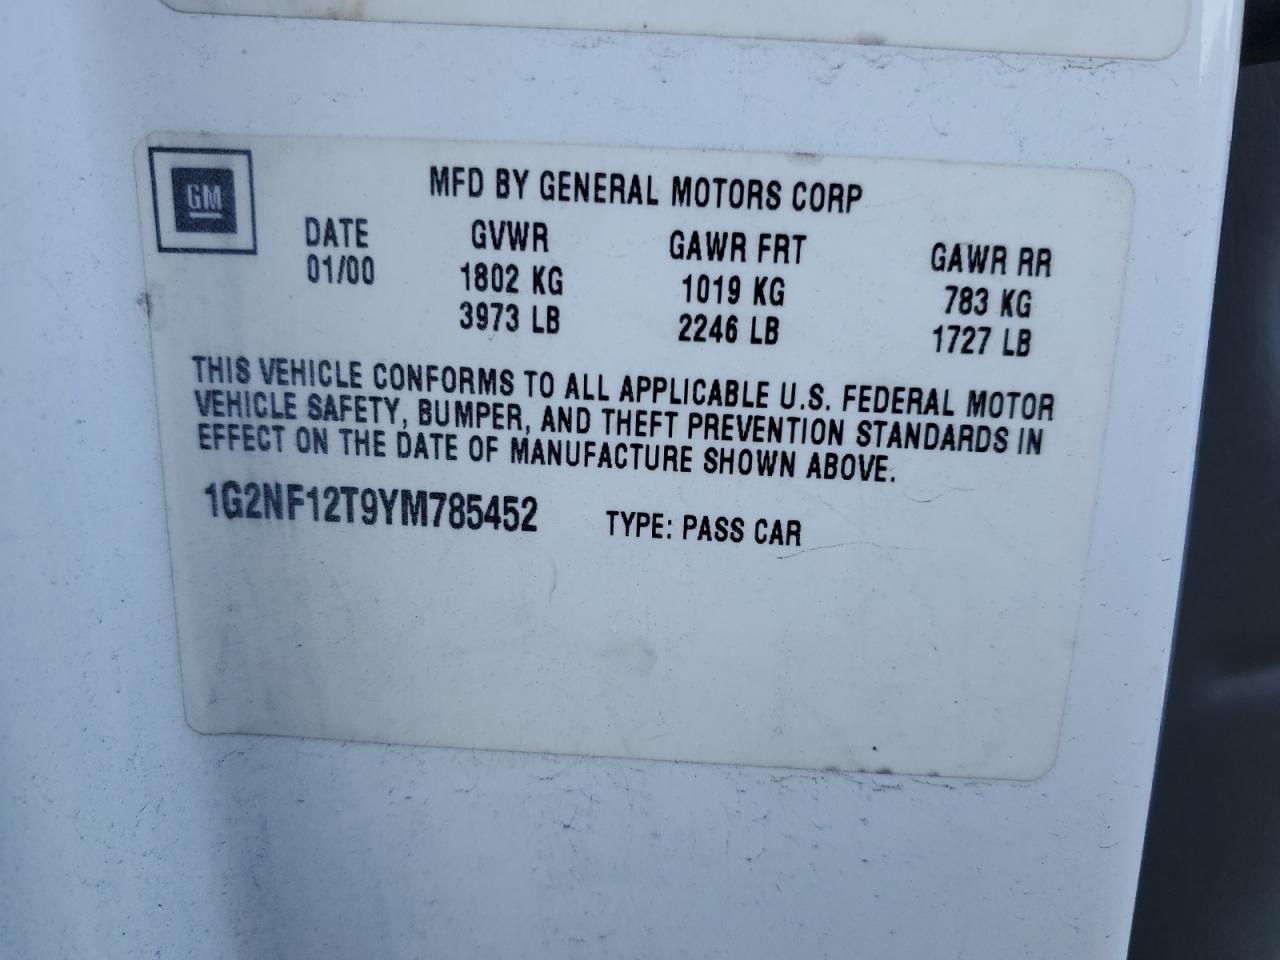 GM
MFD BY GENERAL MOTORS CORP
DATE GVWR GAWR FRT GAWR RR
01/00 1802 KG 1019 KG 783 KG
3973 LB 2246 LB 1727 LB
THIS VEHICLE CONFORMS TO ALL APPLICABLE U.S. FEDERAL MOTOR
VEHICLE SAFETY, BUMPER, AND THEFT PREVENTION STANDARDS IN
EFFECT ON THE DATE OF MANUFACTURE SHOWN ABOVE.
1G2NF12T9YM785452 TYPE: PASS CAR